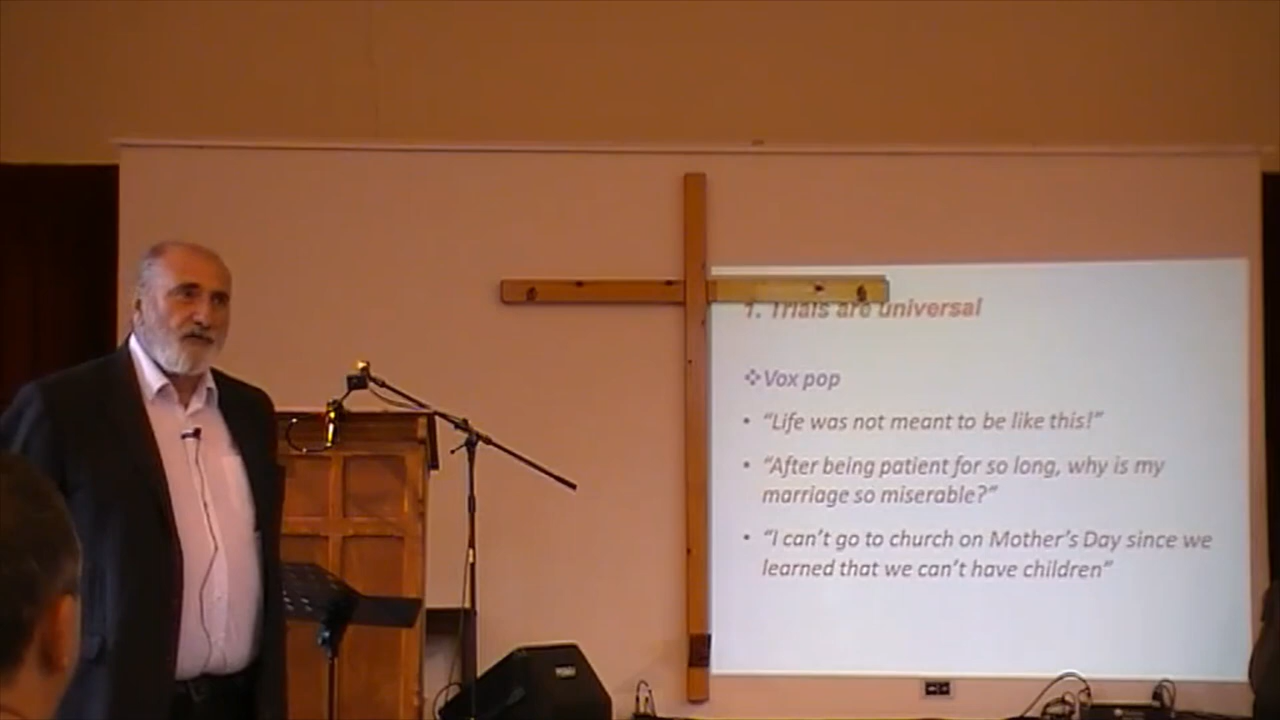 1. Trials are universal
❖Vox pop
• “Life was not meant to be like this!”
• “After being patient for so long, why is my
marriage so miserable?”
• “I can’t go to church on Mother’s Day since we
learned that we can’t have children”